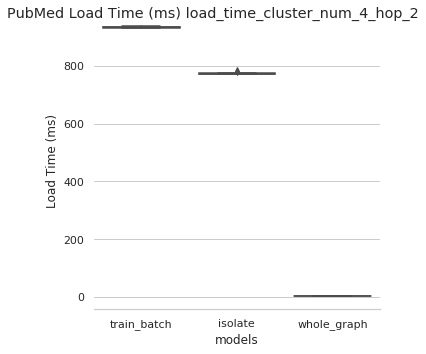 PubMed Load Time (ms) load_time_cluster_num_4_hop_2
800
600
400
200
0
Load Time (ms)
train_batch
isolate
whole_graph
models